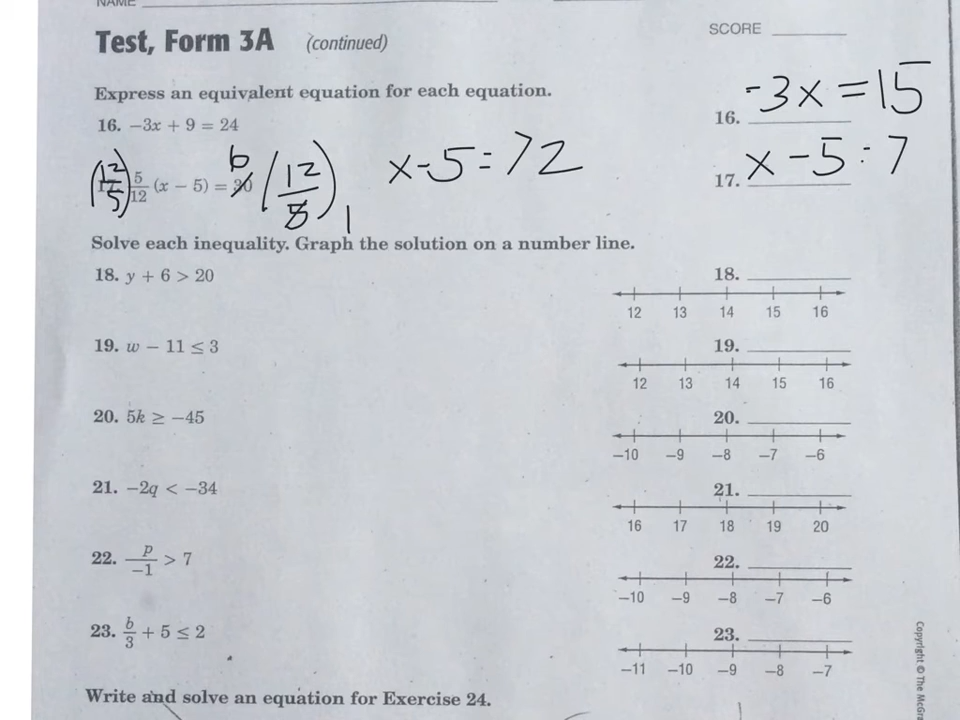 NAME
SCORE
Test, Form 3A (continued)
Express an equivalent equation for each equation.
16. −3x + 9 = 24
16. -3x = 15
(12/5) 5/12 (x − 5) = 30 6 (12/5) 1
x-5=72
17. x-5=7
Solve each inequality. Graph the solution on a number line.
18. y + 6 > 20
18.
12 13 14 15 16
19. w − 11 ≤ 3
19.
12 13 14 15 16
20. 5k ≥ −45
20.
−10 −9 −8 −7 −6
21. −2q < −34
21.
16 17 18 19 20
22. p/−1 > 7
22.
−10 −9 −8 −7 −6
23. b/3 + 5 ≤ 2
23.
−11 −10 −9 −8 −7
Write and solve an equation for Exercise 24.
Copyright © The